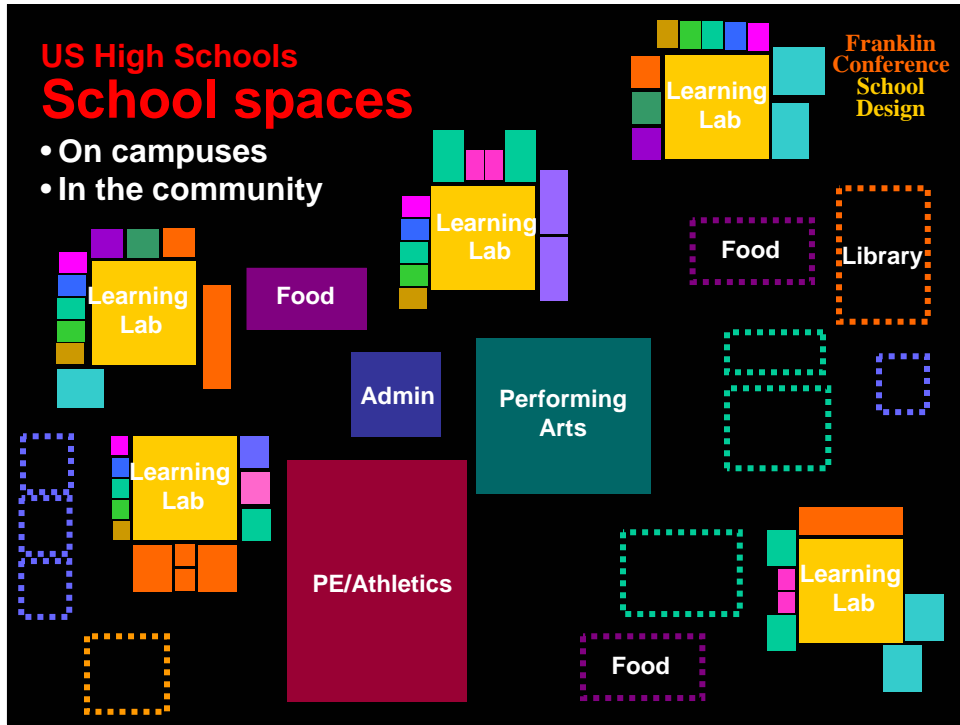 US High Schools
School spaces
• On campuses
• In the community
Franklin
Conference
School
Design
Learning
Lab
Learning
Lab
Food
Library
Learning
Lab
Food
Admin
Performing
Arts
Learning
Lab
PE/Athletics
Learning
Lab
Food